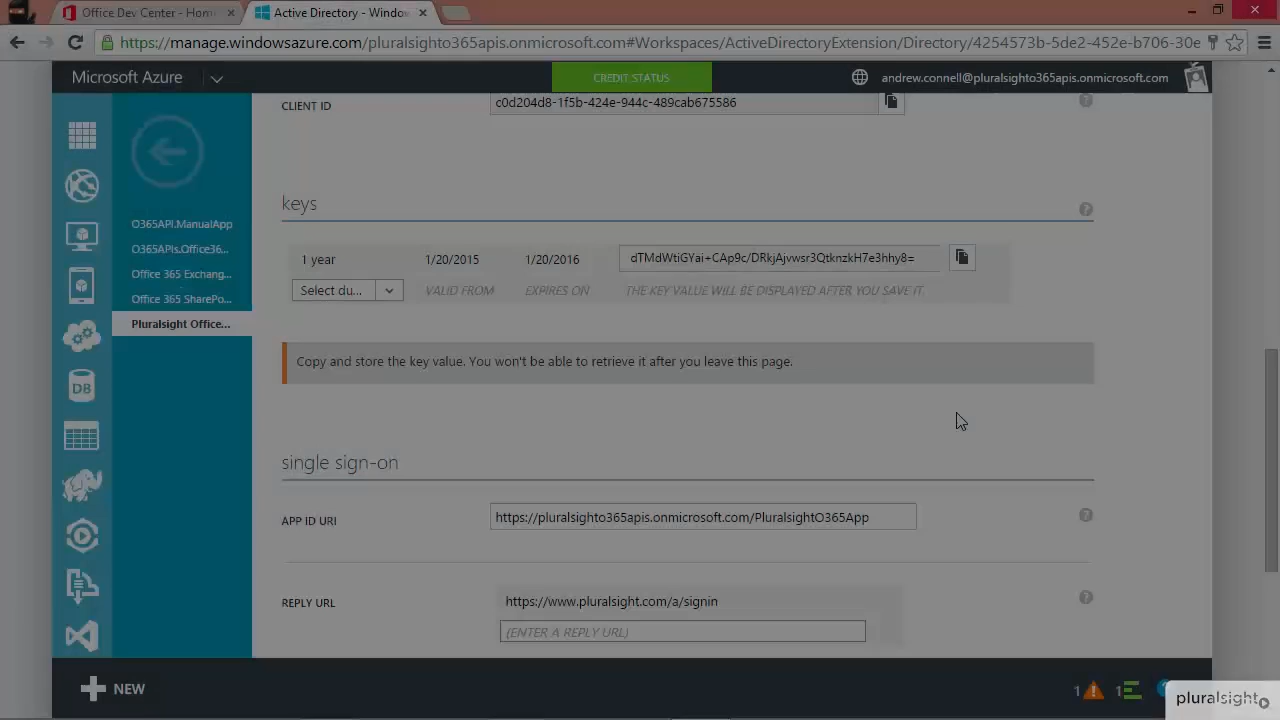 Office Dev Center - Hom
Active Directory - Window
https://manage.windowsazure.com/pluralsighto365apis.onmicrosoft.com#Workspaces/ActiveDirectoryExtension/Directory/4254573b-5de2-452e-b706-30e
Microsoft Azure
CREDIT STATUS
andrew.connell@pluralsighto365apis.onmicrosoft.com
CLIENT ID
c0d204d8-1f5b-424e-944c-489cab675586
keys
O365API.ManualApp
O365APIs.Office36...
Office 365 Exchang...
Office 365 SharePo...
Pluralsight Office...
1 year
1/20/2015
1/20/2016
dTMdWtiGYai+CAp9c/DRkjAjvwsr3QtknzkH7e3hhy8=
Select du...
VALID FROM
EXPIRES ON
THE KEY VALUE WILL BE DISPLAYED AFTER YOU SAVE IT.
Copy and store the key value. You won't be able to retrieve it after you leave this page.
DB
single sign-on
APP ID URI
https://pluralsighto365apis.onmicrosoft.com/PluralsightO365App
REPLY URL
https://www.pluralsight.com/a/signin
(ENTER A REPLY URL)
NEW
1
1
pluralsight